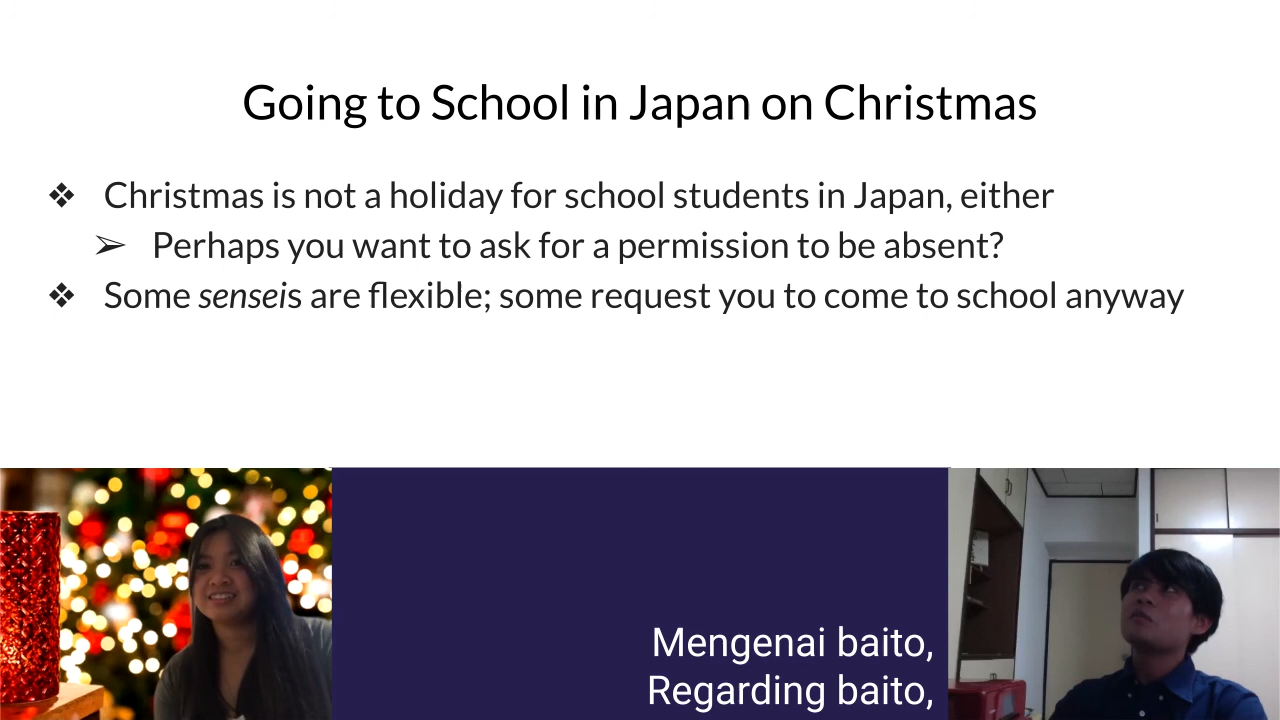 Going to School in Japan on Christmas
❖ Christmas is not a holiday for school students in Japan, either
➢ Perhaps you want to ask for a permission to be absent?
❖ Some senseis are flexible; some request you to come to school anyway
Mengenai baito,
Regarding baito,